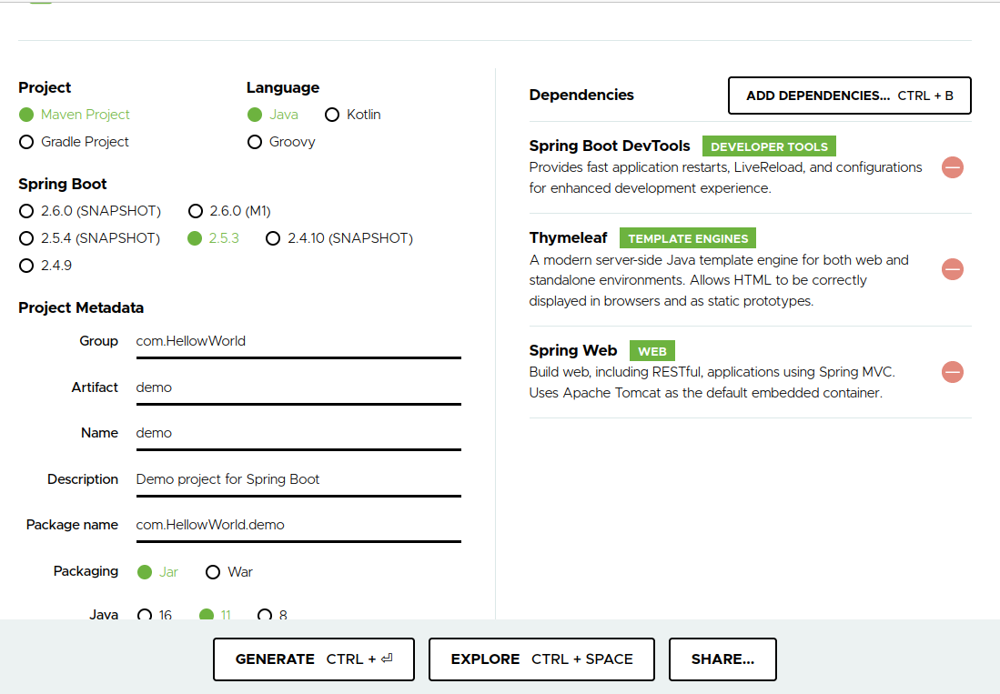 Project
Maven Project
Gradle Project
Language
Java Kotlin
Groovy
Spring Boot
2.6.0 (SNAPSHOT) 2.6.0 (M1)
2.5.4 (SNAPSHOT) 2.5.3 2.4.10 (SNAPSHOT)
2.4.9
Project Metadata
Group com.HellowWorld
Artifact demo
Name demo
Description Demo project for Spring Boot
Package name com.HellowWorld.demo
Packaging Jar War
Java 16 11 8
Dependencies ADD DEPENDENCIES... CTRL + B
Spring Boot DevTools DEVELOPER TOOLS
Provides fast application restarts, LiveReload, and configurations
for enhanced development experience.
Thymeleaf TEMPLATE ENGINES
A modern server-side Java template engine for both web and
standalone environments. Allows HTML to be correctly
displayed in browsers and as static prototypes.
Spring Web WEB
Build web, including RESTful, applications using Spring MVC.
Uses Apache Tomcat as the default embedded container.
GENERATE CTRL + ⏎ EXPLORE CTRL + SPACE SHARE...